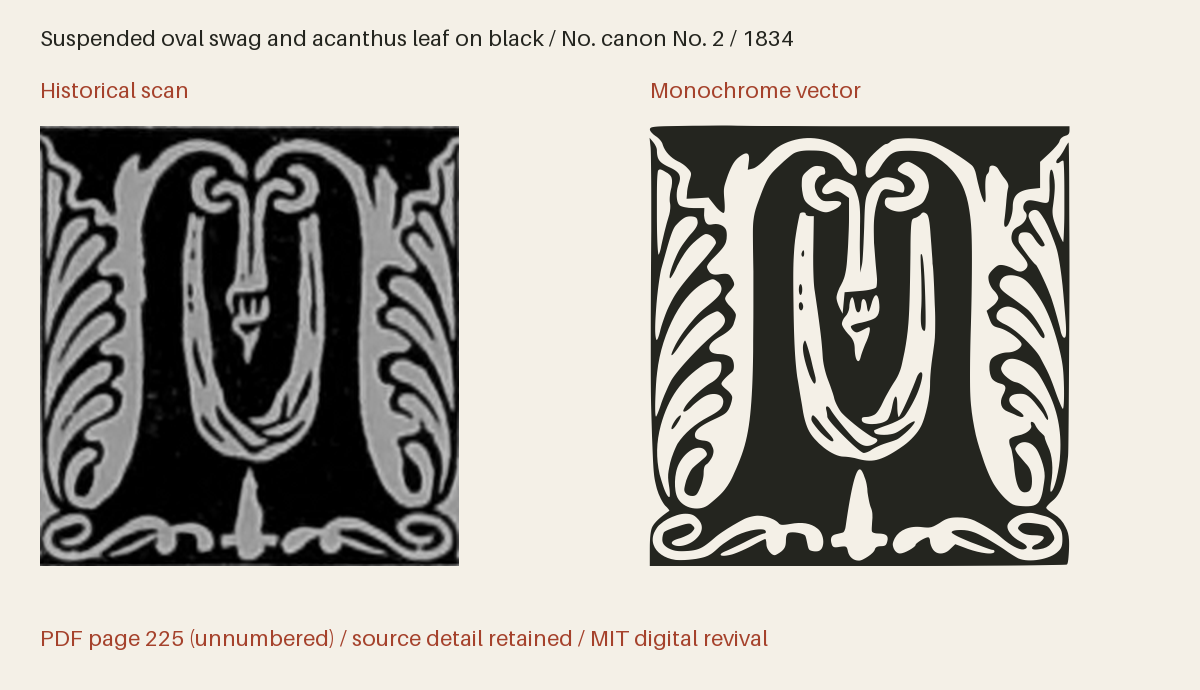 Suspended oval swag and acanthus leaf on black / No. canon No. 2 / 1834
Historical scan
Monochrome vector
PDF page 225 (unnumbered) / source detail retained / MIT digital revival